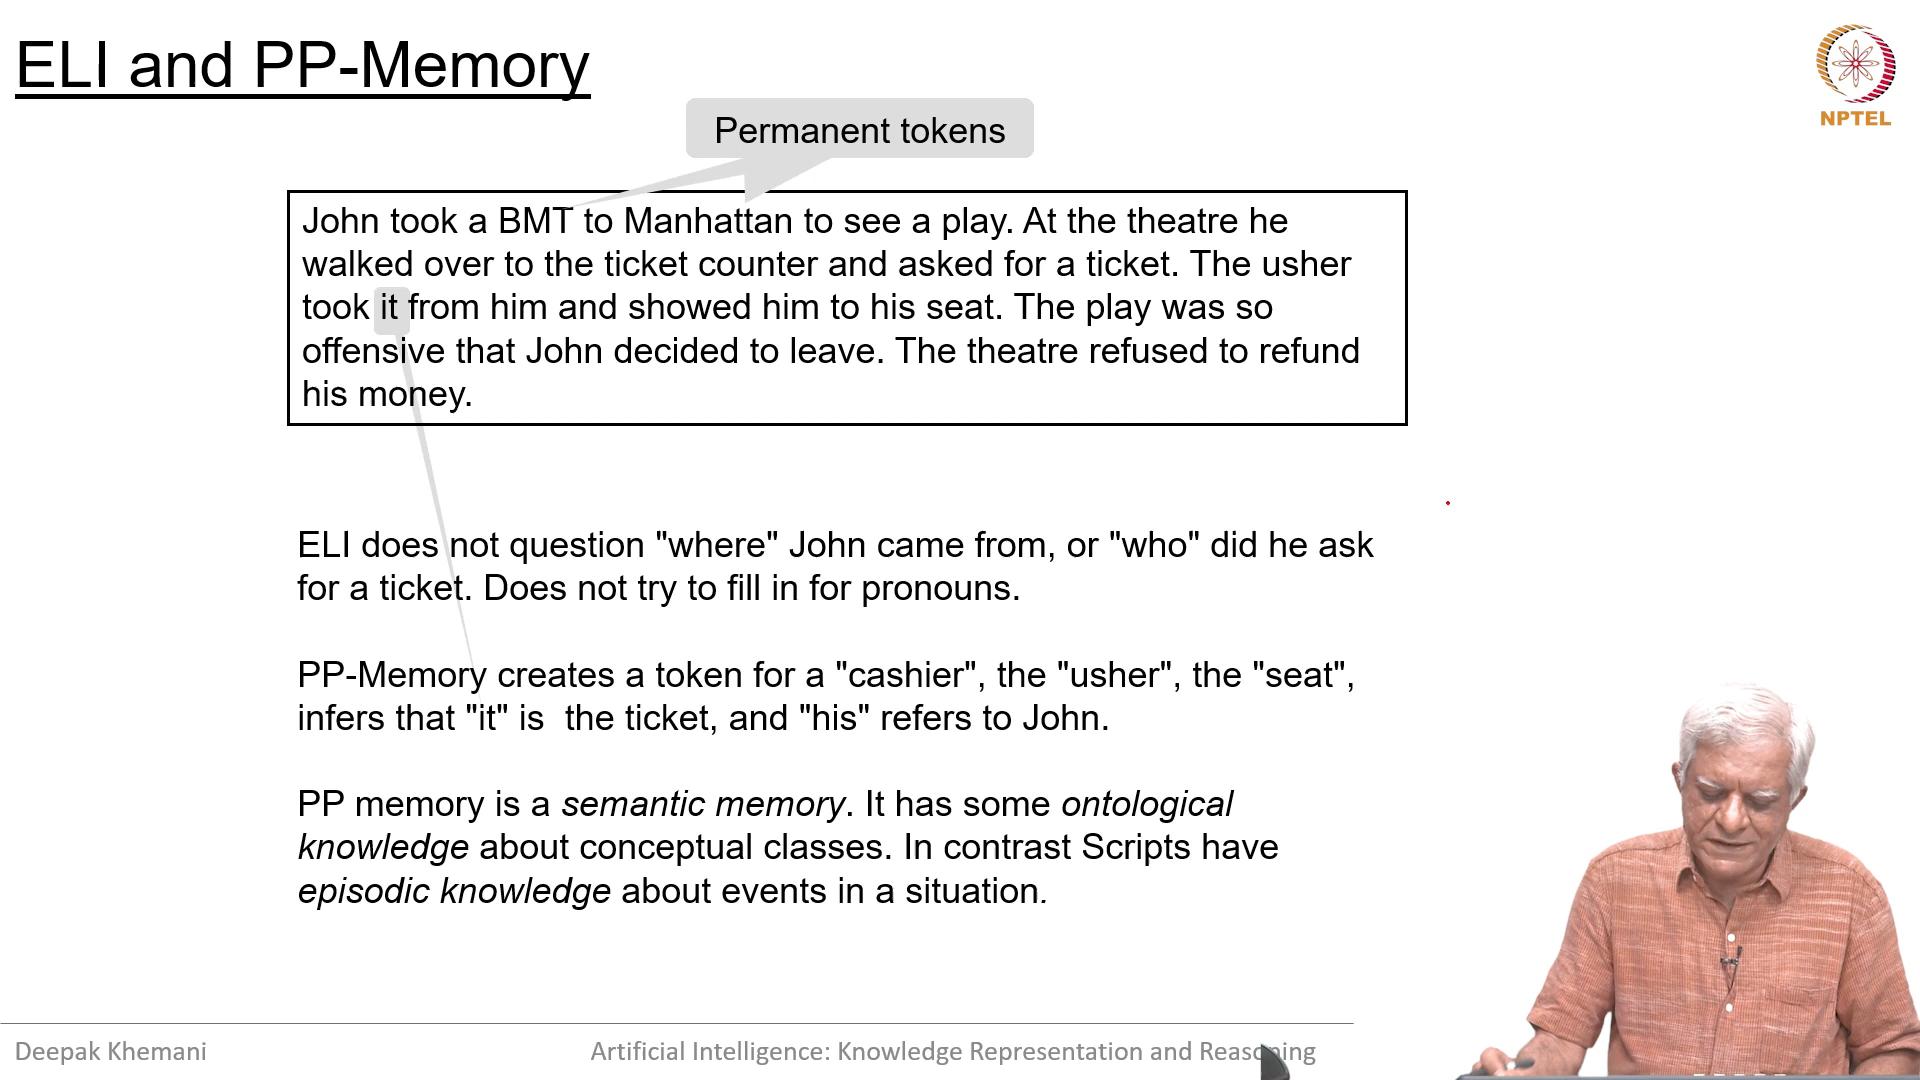 ELI and PP-Memory
NPTEL
Permanent tokens
John took a BMT to Manhattan to see a play. At the theatre he
walked over to the ticket counter and asked for a ticket. The usher
took it from him and showed him to his seat. The play was so
offensive that John decided to leave. The theatre refused to refund
his money.
ELI does not question "where" John came from, or "who" did he ask
for a ticket. Does not try to fill in for pronouns.
PP-Memory creates a token for a "cashier", the "usher", the "seat",
infers that "it" is the ticket, and "his" refers to John.
PP memory is a semantic memory. It has some ontological
knowledge about conceptual classes. In contrast Scripts have
episodic knowledge about events in a situation.
Deepak Khemani
Artificial Intelligence: Knowledge Representation and Reasoning